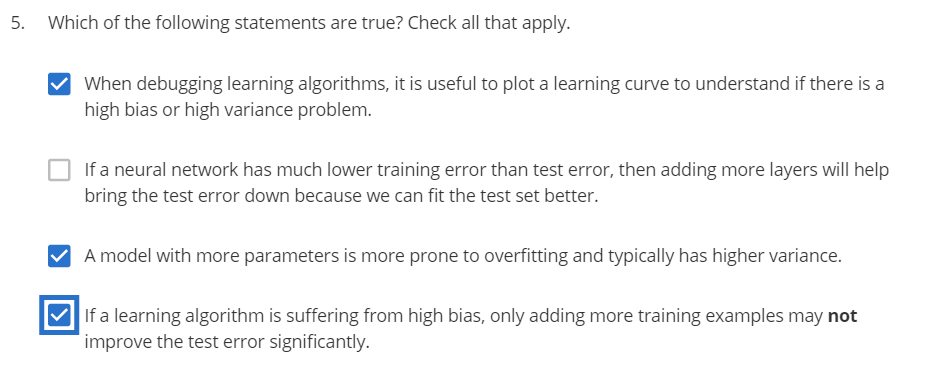 5. Which of the following statements are true? Check all that apply.
When debugging learning algorithms, it is useful to plot a learning curve to understand if there is a
high bias or high variance problem.
If a neural network has much lower training error than test error, then adding more layers will help
bring the test error down because we can fit the test set better.
A model with more parameters is more prone to overfitting and typically has higher variance.
If a learning algorithm is suffering from high bias, only adding more training examples may not
improve the test error significantly.